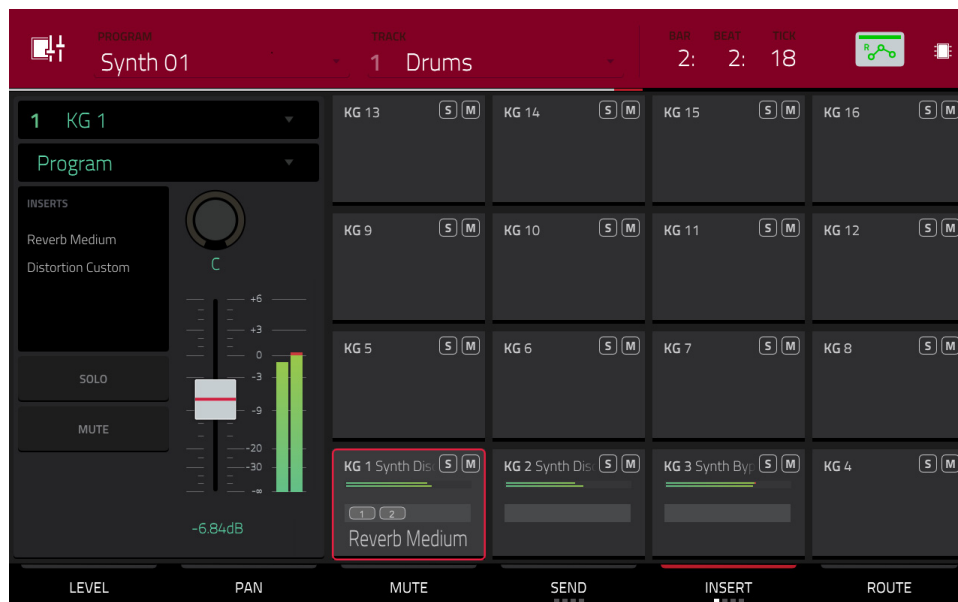 PROGRAM
Synth 01
TRACK
1 Drums
BAR BEAT TICK
2: 2: 18
R
1 KG 1
Program
INSERTS
Reverb Medium
Distortion Custom
C
+6
+3
0
-3
-9
-20
-30
-∞
SOLO
MUTE
-6.84dB
KG 13 S M
KG 14 S M
KG 15 S M
KG 16 S M
KG 9 S M
KG 10 S M
KG 11 S M
KG 12 S M
KG 5 S M
KG 6 S M
KG 7 S M
KG 8 S M
KG 1 Synth Dis S M
1 2
Reverb Medium
KG 2 Synth Dis S M
KG 3 Synth Byp S M
KG 4 S M
LEVEL PAN MUTE SEND INSERT ROUTE